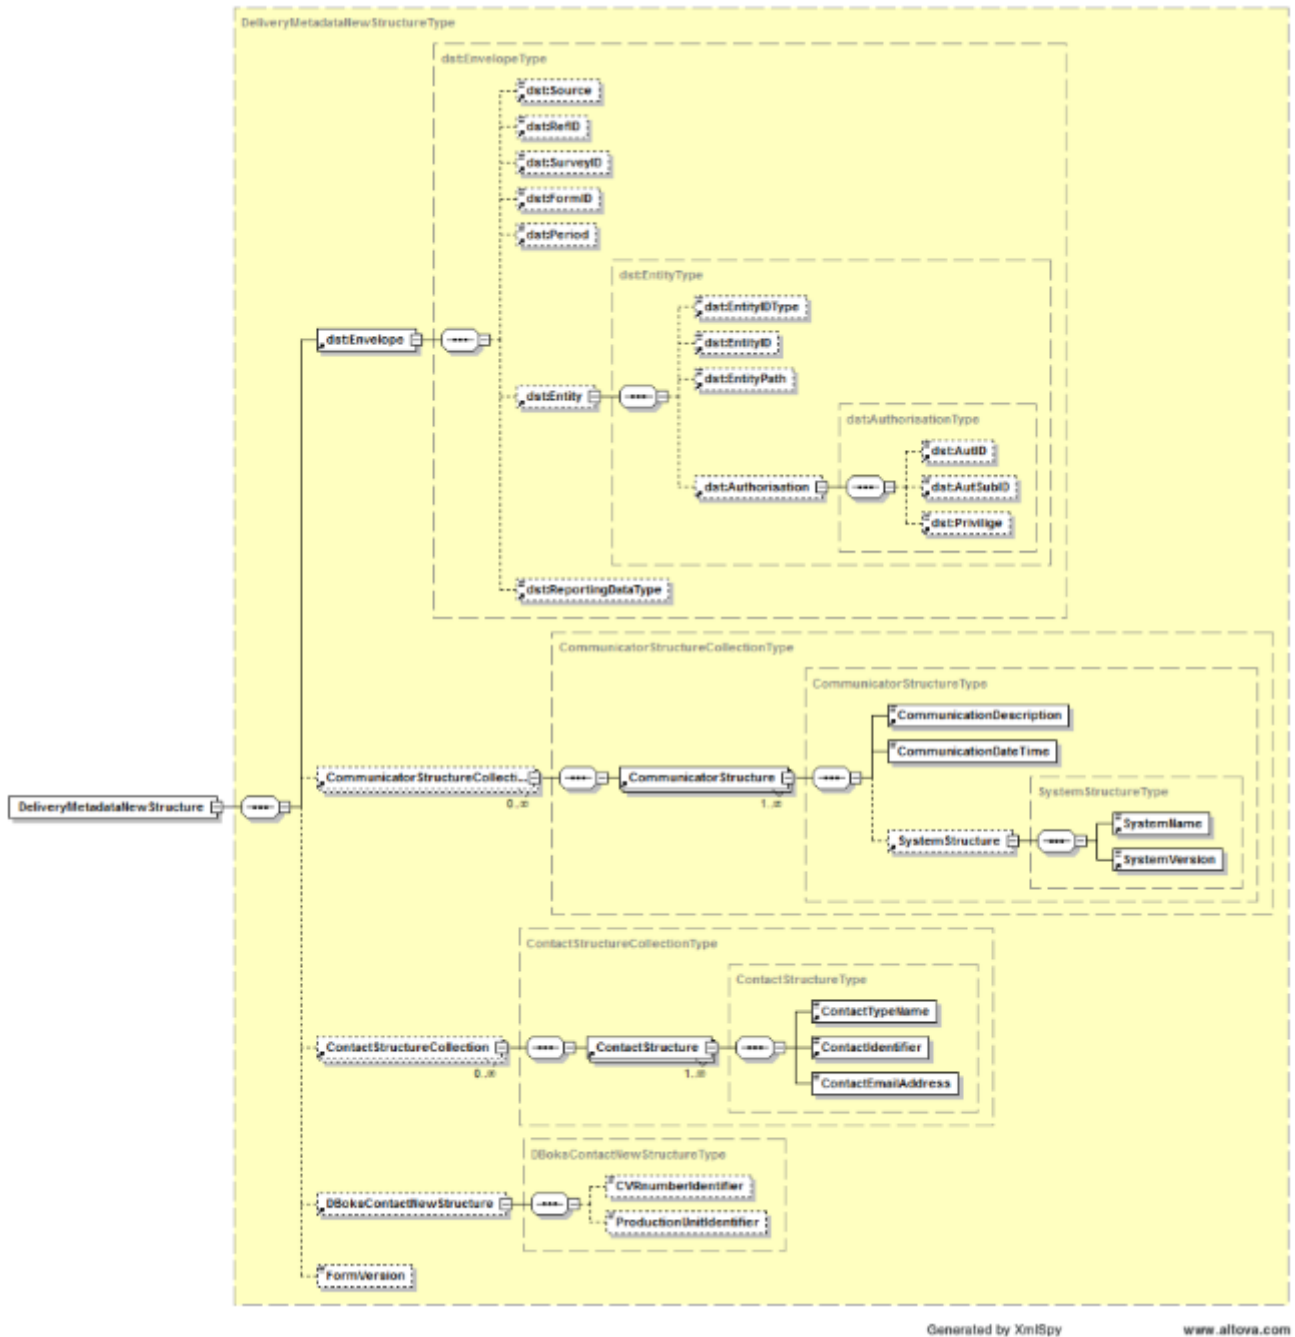 DeliveryMetadataNewStructureType
dst:EnvelopeType
dst:Source
dst:RefID
dst:SurveyID
dst:FormID
dst:Period
dst:EntityType
dst:EntityIDType
dst:Envelope
dst:EntityID
dst:EntityPath
dst:Entity
dst:AuthorisationType
dst:AutID
dst:Authorisation
dst:AutSubID
dst:Privilige
dst:ReportingDataType
CommunicatorStructureCollectionType
CommunicatorStructureType
CommunicationDescription
CommunicationDateTime
CommunicatorStructureCollecti...
CommunicatorStructure
0..∞
1..∞
SystemStructureType
DeliveryMetadataNewStructure
SystemName
SystemStructure
SystemVersion
ContactStructureCollectionType
ContactStructureType
ContactTypeName
ContactStructureCollection
ContactStructure
ContactIdentifier
0..∞
1..∞
ContactEmailAddress
DBoksContactNewStructureType
CVRnumberIdentifier
DBoksContactNewStructure
ProductionUnitIdentifier
FormVersion
Generated by XmlSpy
www.altova.com